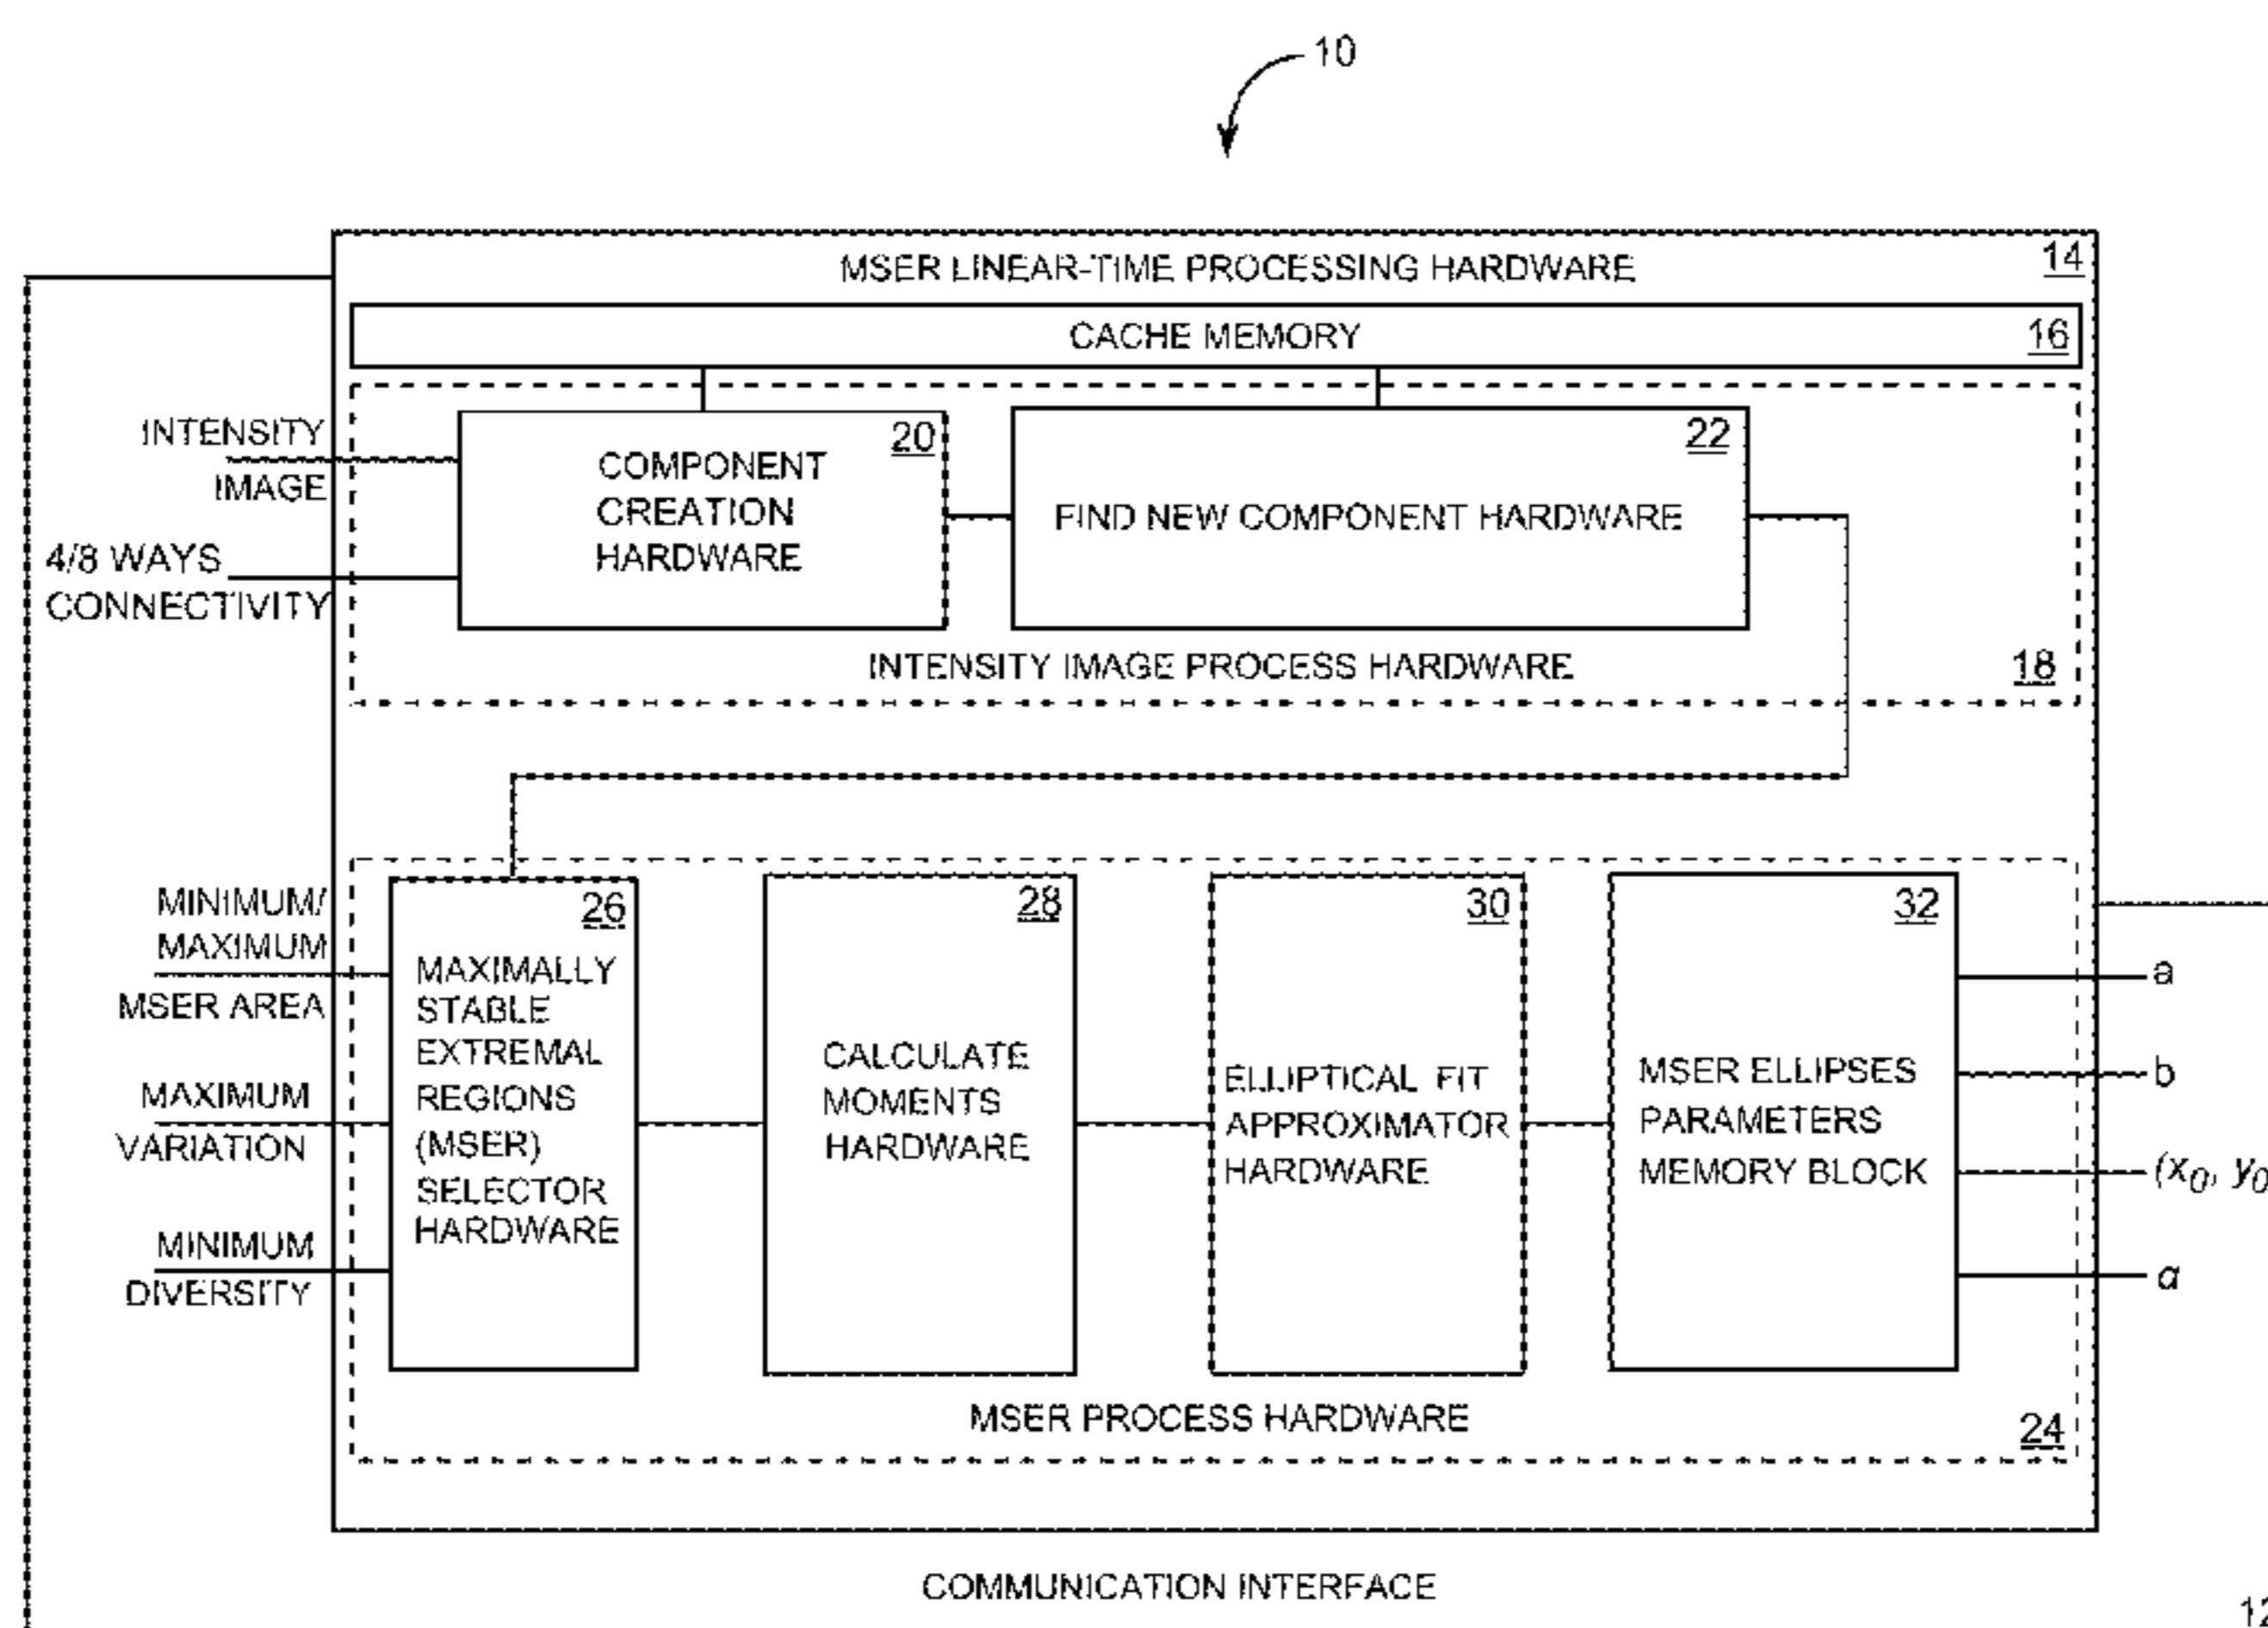 10
MSER LINEAR-TIME PROCESSING HARDWARE
14
CACHE MEMORY
16
INTENSITY
IMAGE
4/8 WAYS
CONNECTIVITY
20
COMPONENT
CREATION
HARDWARE
22
FIND NEW COMPONENT HARDWARE
INTENSITY IMAGE PROCESS HARDWARE
18
MINIMUM/
MAXIMUM
MSER AREA
MAXIMUM
VARIATION
MINIMUM
DIVERSITY
26
MAXIMALLY
STABLE
EXTREMAL
REGIONS
(MSER)
SELECTOR
HARDWARE
28
CALCULATE
MOMENTS
HARDWARE
30
ELLIPTICAL FIT
APPROXIMATOR
HARDWARE
32
MSER ELLIPSES
PARAMETERS
MEMORY BLOCK
a
b
(x0, y0
α
MSER PROCESS HARDWARE
24
COMMUNICATION INTERFACE
12